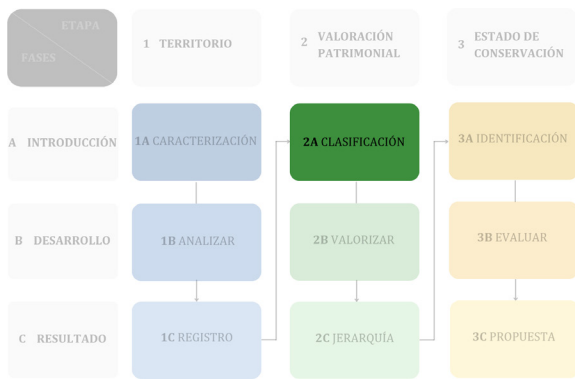 ETAPA
FASES
1 TERRITORIO
2 VALORACIÓN
PATRIMONIAL
3 ESTADO DE
CONSERVACIÓN
A INTRODUCCIÓN
1A CARACTERIZACIÓN
2A CLASIFICACIÓN
3A IDENTIFICACIÓN
B DESARROLLO
1B ANALIZAR
2B VALORIZAR
3B EVALUAR
C RESULTADO
1C REGISTRO
2C JERARQUÍA
3C PROPUESTA